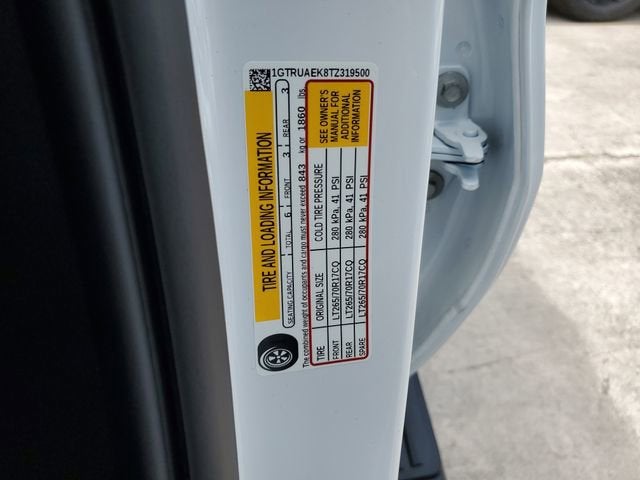 1GTRUAEK8TZ319500
TIRE AND LOADING INFORMATION
SEATING CAPACITY TOTAL 6 FRONT 3 REAR 3
The combined weight of occupants and cargo must never exceed 843 kg or 1860 lbs.
TIRE ORIGINAL SIZE COLD TIRE PRESSURE
FRONT LT265/70R17CQ 280 kPa, 41 PSI
REAR LT265/70R17CQ 280 kPa, 41 PSI
SPARE LT265/70R17CQ 280 kPa, 41 PSI
SEE OWNER'S
MANUAL FOR
ADDITIONAL
INFORMATION